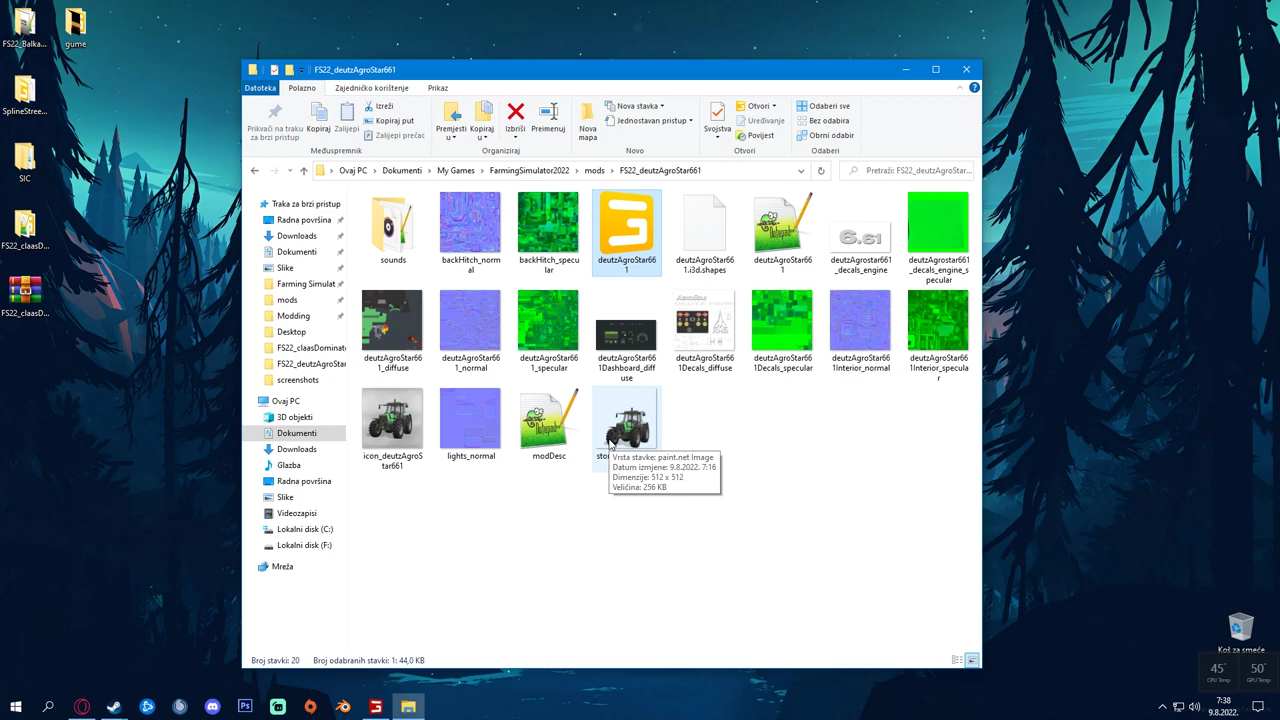 FS22_Balka...
gume
SplineStree...
SIC
FS22_claasD...
FS22_claasD...
FS22_deutzAgroStar661
Datoteka
Polazno
Zajedničko korištenje
Prikaz
Prikvači na traku
za brzi pristup
Kopiraj
Zalijepi
Izreži
Kopiraj put
Zalijepi prečac
Međuspremnik
Premjesti
u
Kopiraj
u
Izbriši
Preimenuj
Organiziraj
Nova
mapa
Nova stavka
Jednostavan pristup
Novo
Svojstva
Otvori
Uređivanje
Povijest
Otvori
Odaberi sve
Bez odabira
Obrni odabir
Odaberi
Ovaj PC
Dokumenti
My Games
FarmingSimulator2022
mods
FS22_deutzAgroStar661
Pretraži: FS22_deutzAgroStar...
Traka za brzi pristup
Radna površina
Downloads
Dokumenti
Slike
Farming Simulat
mods
Modding
Desktop
FS22_claasDominat
FS22_deutzAgroStar
screenshots
Ovaj PC
3D objekti
Dokumenti
Downloads
Glazba
Radna površina
Slike
Videozapisi
Lokalni disk (C:)
Lokalni disk (F:)
Mreža
sounds
backHitch_norm
al
backHitch_specu
lar
deutzAgroStar66
1
deutzAgroStar66
1.i3d.shapes
deutzAgroStar66
1
6.61
deutzAgrostar661
_decals_engine
deutzAgrostar661
_decals_engine_s
pecular
deutzAgroStar66
1_diffuse
deutzAgroStar66
1_normal
deutzAgroStar66
1_specular
deutzAgroStar66
1Dashboard_diff
use
deutzAgroStar66
1Decals_diffuse
deutzAgroStar66
1Decals_specular
deutzAgroStar66
1Interior_normal
deutzAgroStar66
1Interior_specula
r
icon_deutzAgroS
tar661
lights_normal
modDesc
Vrsta stavke: paint.net Image
Datum izmjene: 9.8.2022. 7:16
Dimenzije: 512 x 512
Veličina: 256 KB
Broj stavki: 20
Broj odabranih stavki: 1: 44,0 KB
Koš za smeće
45°
CPU Temp
50°
GPU Temp
7:38
9.8.2022.